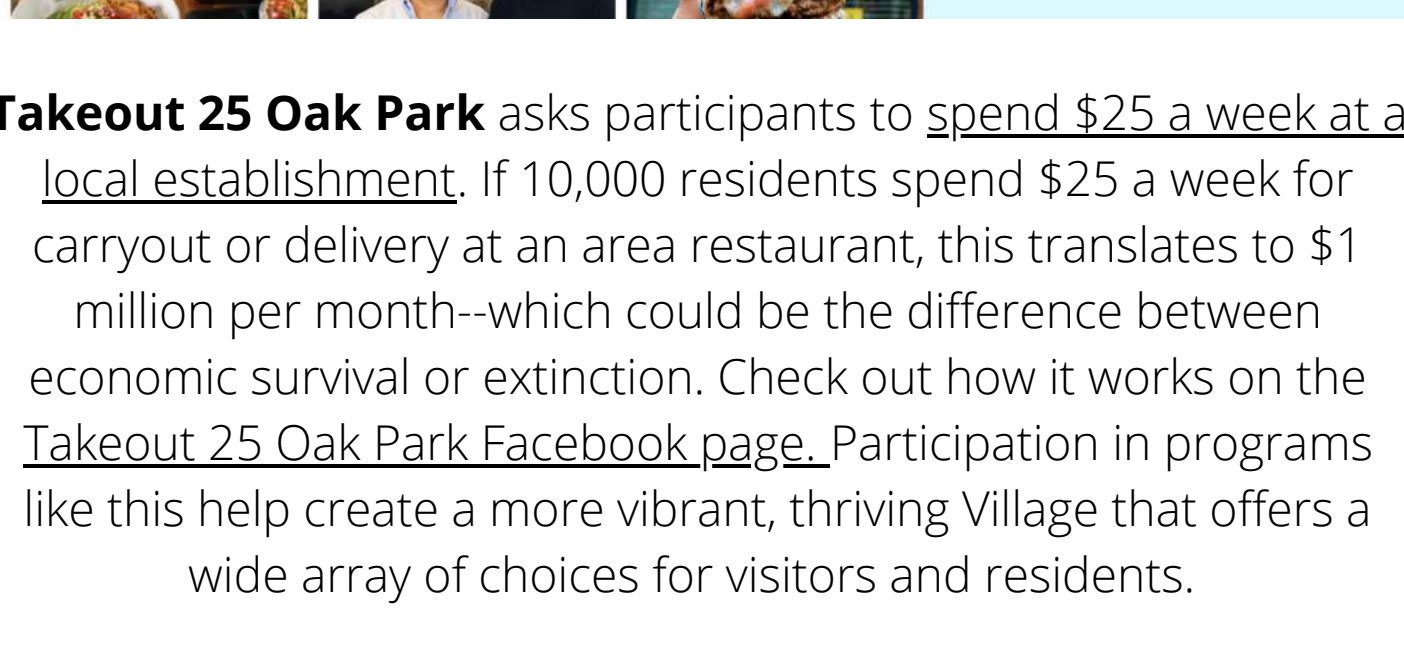 Takeout 25 Oak Park asks participants to spend $25 a week at a
local establishment. If 10,000 residents spend $25 a week for
carryout or delivery at an area restaurant, this translates to $1
million per month--which could be the difference between
economic survival or extinction. Check out how it works on the
Takeout 25 Oak Park Facebook page. Participation in programs
like this help create a more vibrant, thriving Village that offers a
wide array of choices for visitors and residents.